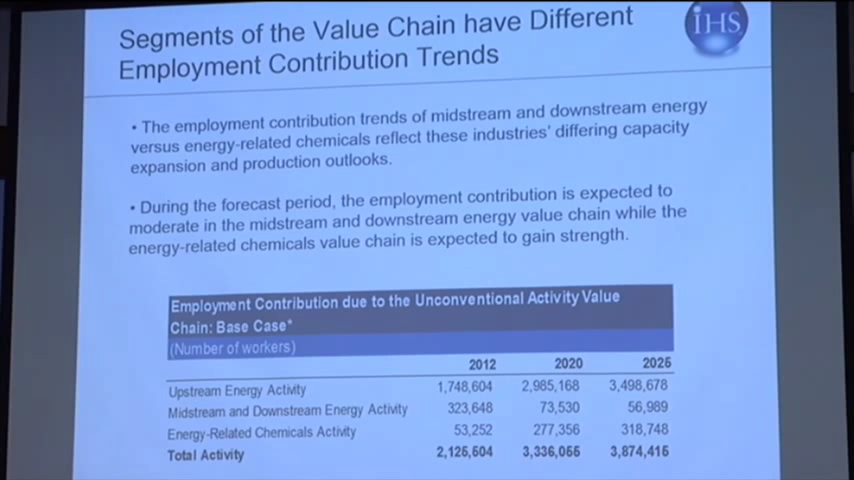 Segments of the Value Chain have Different
Employment Contribution Trends
IHS
• The employment contribution trends of midstream and downstream energy
versus energy-related chemicals reflect these industries' differing capacity
expansion and production outlooks.
• During the forecast period, the employment contribution is expected to
moderate in the midstream and downstream energy value chain while the
energy-related chemicals value chain is expected to gain strength.
Employment Contribution due to the Unconventional Activity Value
Chain: Base Case*
(Number of workers)
2012 2020 2025
Upstream Energy Activity 1,748,604 2,985,168 3,498,678
Midstream and Downstream Energy Activity 323,648 73,530 56,989
Energy-Related Chemicals Activity 53,252 277,356 318,748
Total Activity 2,125,504 3,336,055 3,874,415